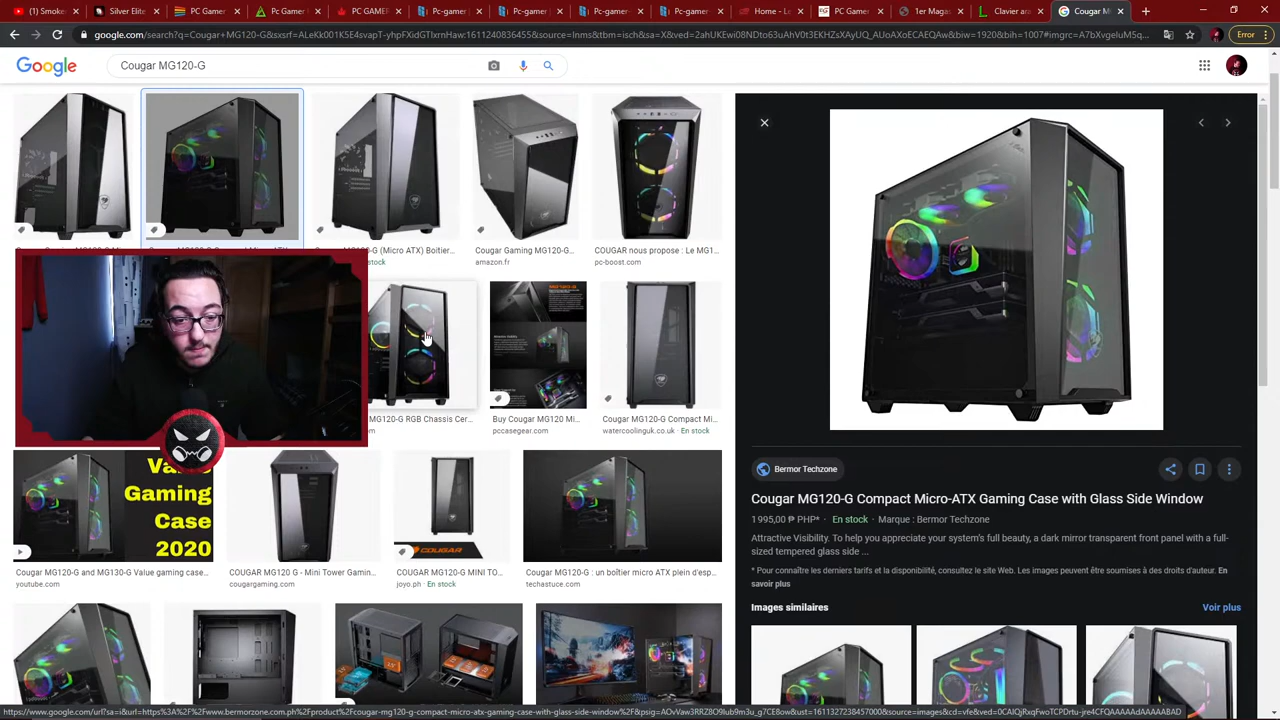 (1) Smoke
Silver Elite
PC Gamer
PC Gamer
PC GAMER
Pc-gamer
Pc-gamer
Pc-gamer
Pc-gamer
Home - Le
PC Game
1er Magas
Clavier ar
Cougar M
google.com/search?q=Cougar+MG120-G
Error
Google
Cougar MG120-G
(Micro ATX) Boitier...
stock
Cougar Gaming MG120-G...
amazon.fr
COUGAR nous propose : Le MG1...
pc-boost.com
MG120-G RGB Chassis Cer...
Buy Cougar MG120 Mi...
pccasegear.com
Cougar MG120-G Compact Mi...
watercoolinguk.co.uk · En stock
Gaming
Case
2020
Cougar MG120-G and MG130-G Value gaming case...
youtube.com
COUGAR MG120 G - Mini Tower Gamin...
cougargaming.com
COUGAR
COUGAR MG120-G MINI TO...
joyo.ph · En stock
Cougar MG120-G : un boîtier micro ATX plein d'esp...
techastuce.com
Bermor Techzone
Cougar MG120-G Compact Micro-ATX Gaming Case with Glass Side Window
1 995,00 ₱ PHP* · En stock · Marque : Bermor Techzone
Attractive Visibility. To help you appreciate your system's full beauty, a dark mirror transparent front panel with a full-
sized tempered glass side ...
* Pour connaître les derniers tarifs et la disponibilité, consultez le site Web. Les images peuvent être soumises à des droits d'auteur. En
savoir plus
Images similaires
Voir plus